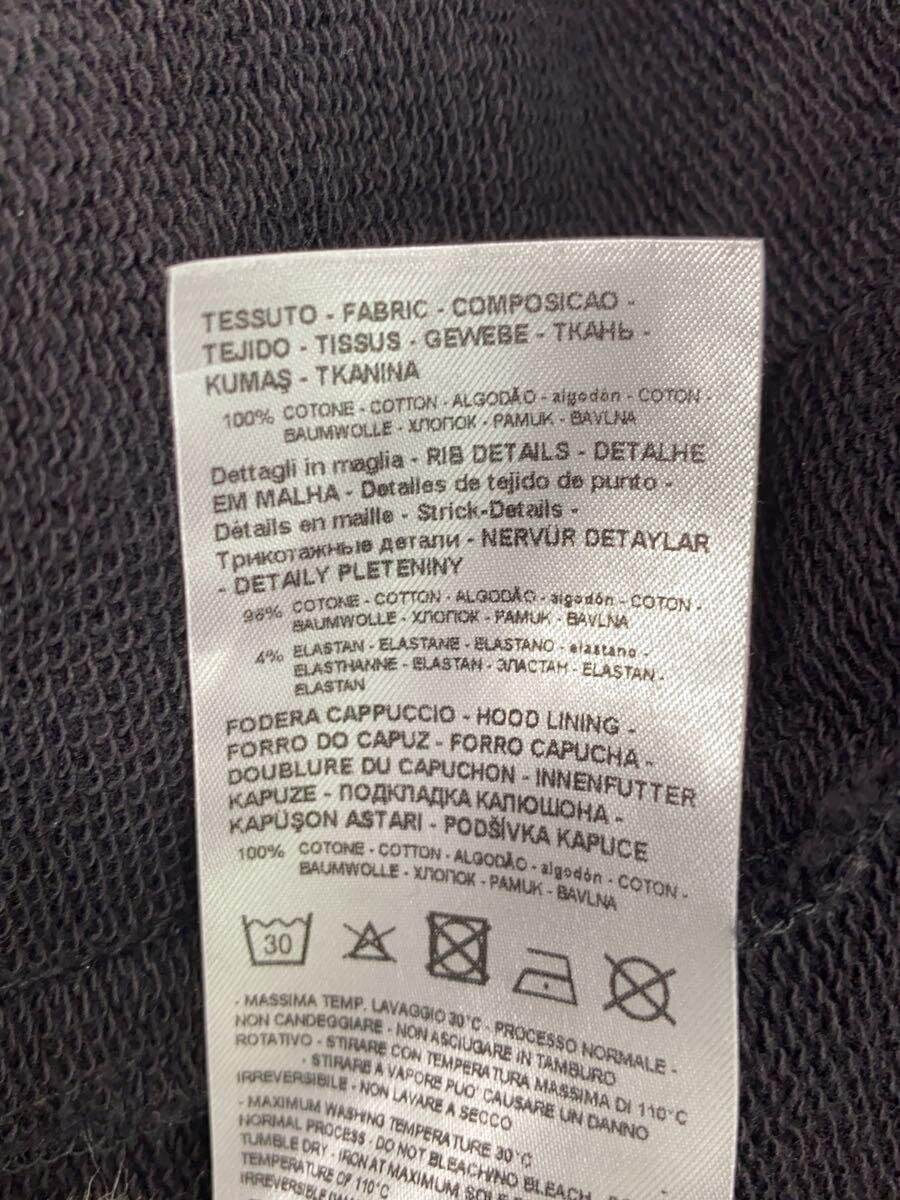 TESSUTO - FABRIC - COMPOSICAO -
TEJIDO - TISSUS - GEWEBE - ТКАНЬ -
KUMAŞ - TKANINA
100% COTONE - COTTON - ALGODÃO - algodón - COTON -
BAUMWOLLE - ХЛОПОК - PAMUK - BAVLNA
Dettagli in maglia - RIB DETAILS - DETALHE
EM MALHA - Detalles de tejido de punto -
Détails en maille - Strick-Details -
Трикотажные детали - NERVÜR DETAYLAR
- DETAILY PLETENINY
96% COTONE - COTTON - ALGODÃO - algodón - COTON -
BAUMWOLLE - ХЛОПОК - PAMUK - BAVLNA
4% ELASTAN - ELASTANE - ELASTANO - elastano -
ELASTHANNE - ELASTAN - ЭЛАСТАН - ELASTAN -
ELASTAN
FODERA CAPPUCCIO - HOOD LINING -
FORRO DO CAPUZ - FORRO CAPUCHA -
DOUBLURE DU CAPUCHON - INNENFUTTER
KAPUZE - ПОДКЛАДКА КАПЮШОНА -
KAPÜŞON ASTARI - PODŠÍVKA KAPUCE
100% COTONE - COTTON - ALGODÃO - algodón - COTON -
BAUMWOLLE - ХЛОПОК - PAMUK - BAVLNA
30
- MASSIMA TEMP. LAVAGGIO 30°C - PROCESSO NORMALE -
NON CANDEGGIARE - NON ASCIUGARE IN TAMBURO
ROTATIVO - STIRARE CON TEMPERATURA MASSIMA DI 110°C
- STIRARE A VAPORE PUO' CAUSARE UN DANNO
IRREVERSIBILE - NON LAVARE A SECCO
- MAXIMUM WASHING TEMPERATURE 30°C
NORMAL PROCESS - DO NOT BLEACHING BLEACH
TUMBLE DRY - IRON AT MAXIMUM SOLE
TEMPERATURE OF 110°C
IRREVERSIBLE